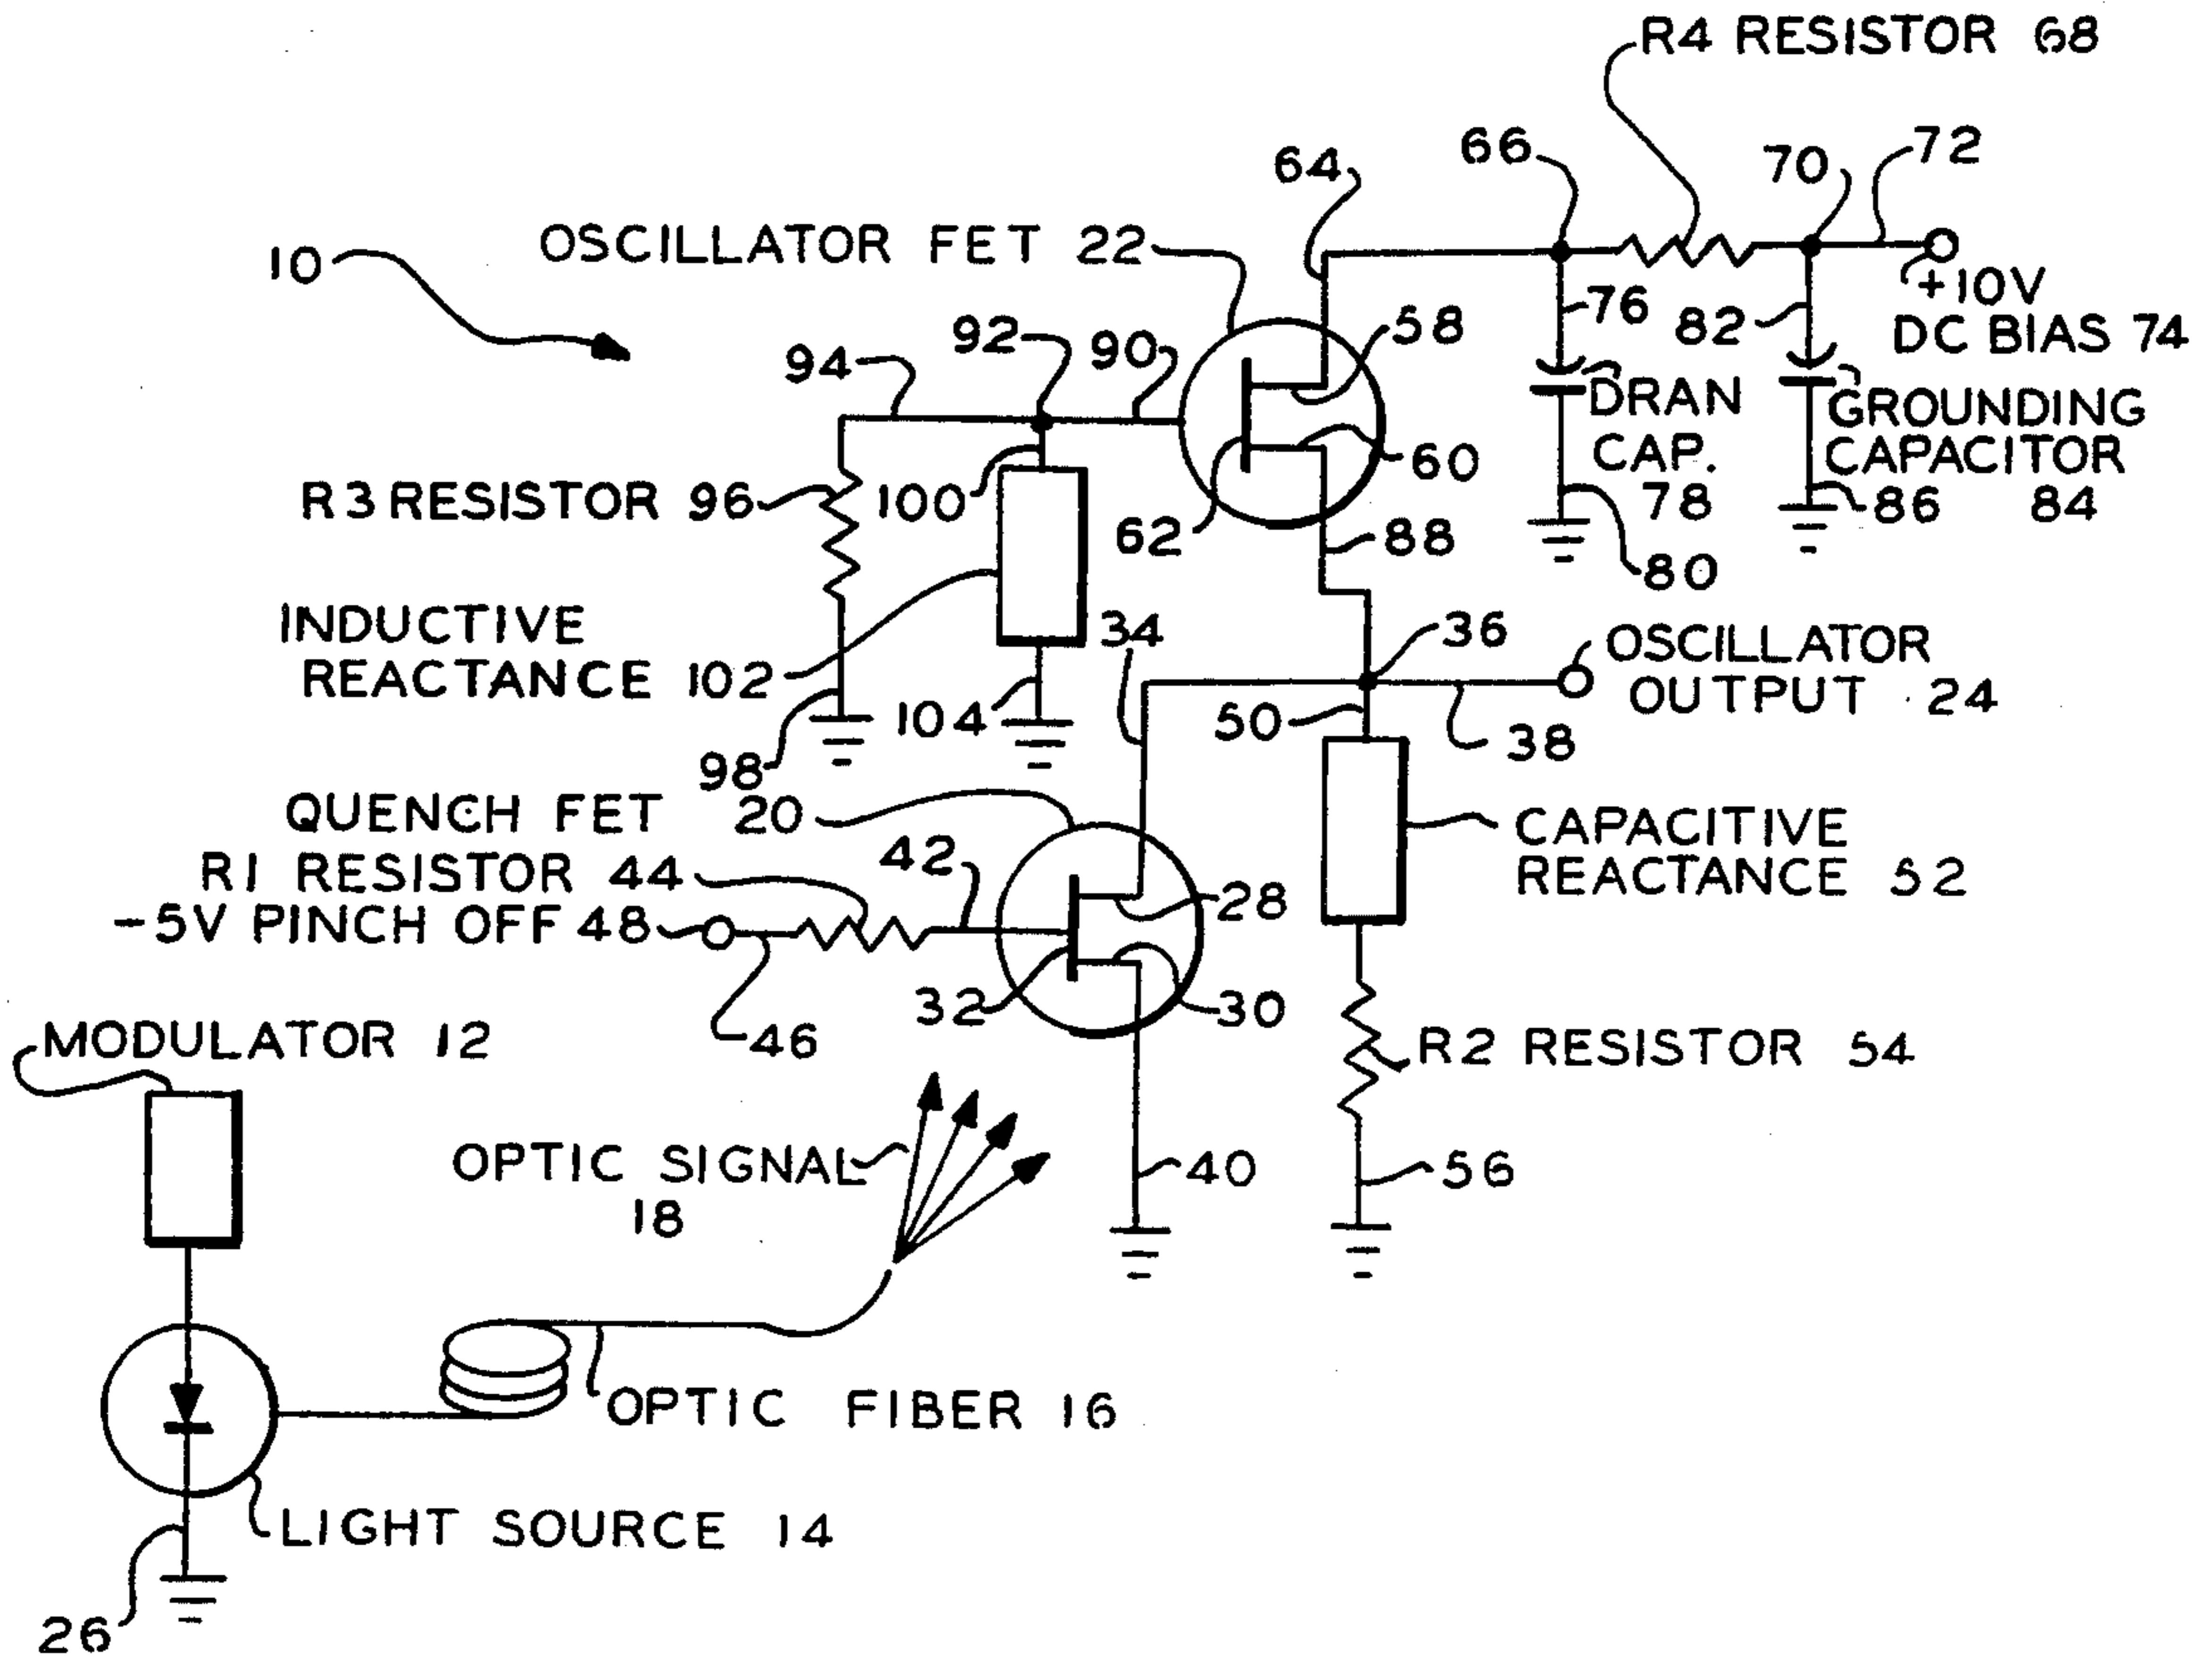 R4 RESISTOR 68
64
66
70
72
10
OSCILLATOR FET 22
+10V
DC BIAS 74
76
82
58
92
90
94
DRAN
CAP.
78
GROUNDING
CAPACITOR
84
86
60
R3 RESISTOR 96
100
62
88
80
INDUCTIVE
REACTANCE 102
34
36
OSCILLATOR
OUTPUT 24
104
50
38
98
QUENCH FET 20
R1 RESISTOR 44
42
-5V PINCH OFF 48
28
CAPACITIVE
REACTANCE 52
32
30
46
MODULATOR 12
R2 RESISTOR 54
OPTIC SIGNAL
18
40
56
OPTIC FIBER 16
LIGHT SOURCE 14
26